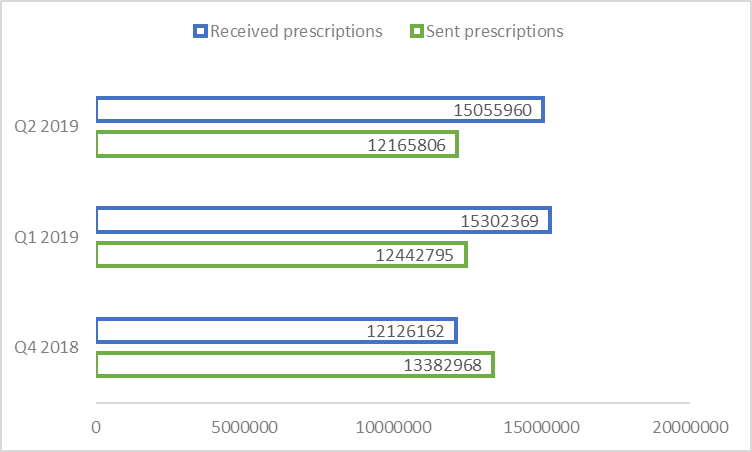 Received prescriptions Sent prescriptions
15055960
Q2 2019
12165806
15302369
Q1 2019
12442795
12126162
Q4 2018
13382968
0 5000000 10000000 15000000 20000000